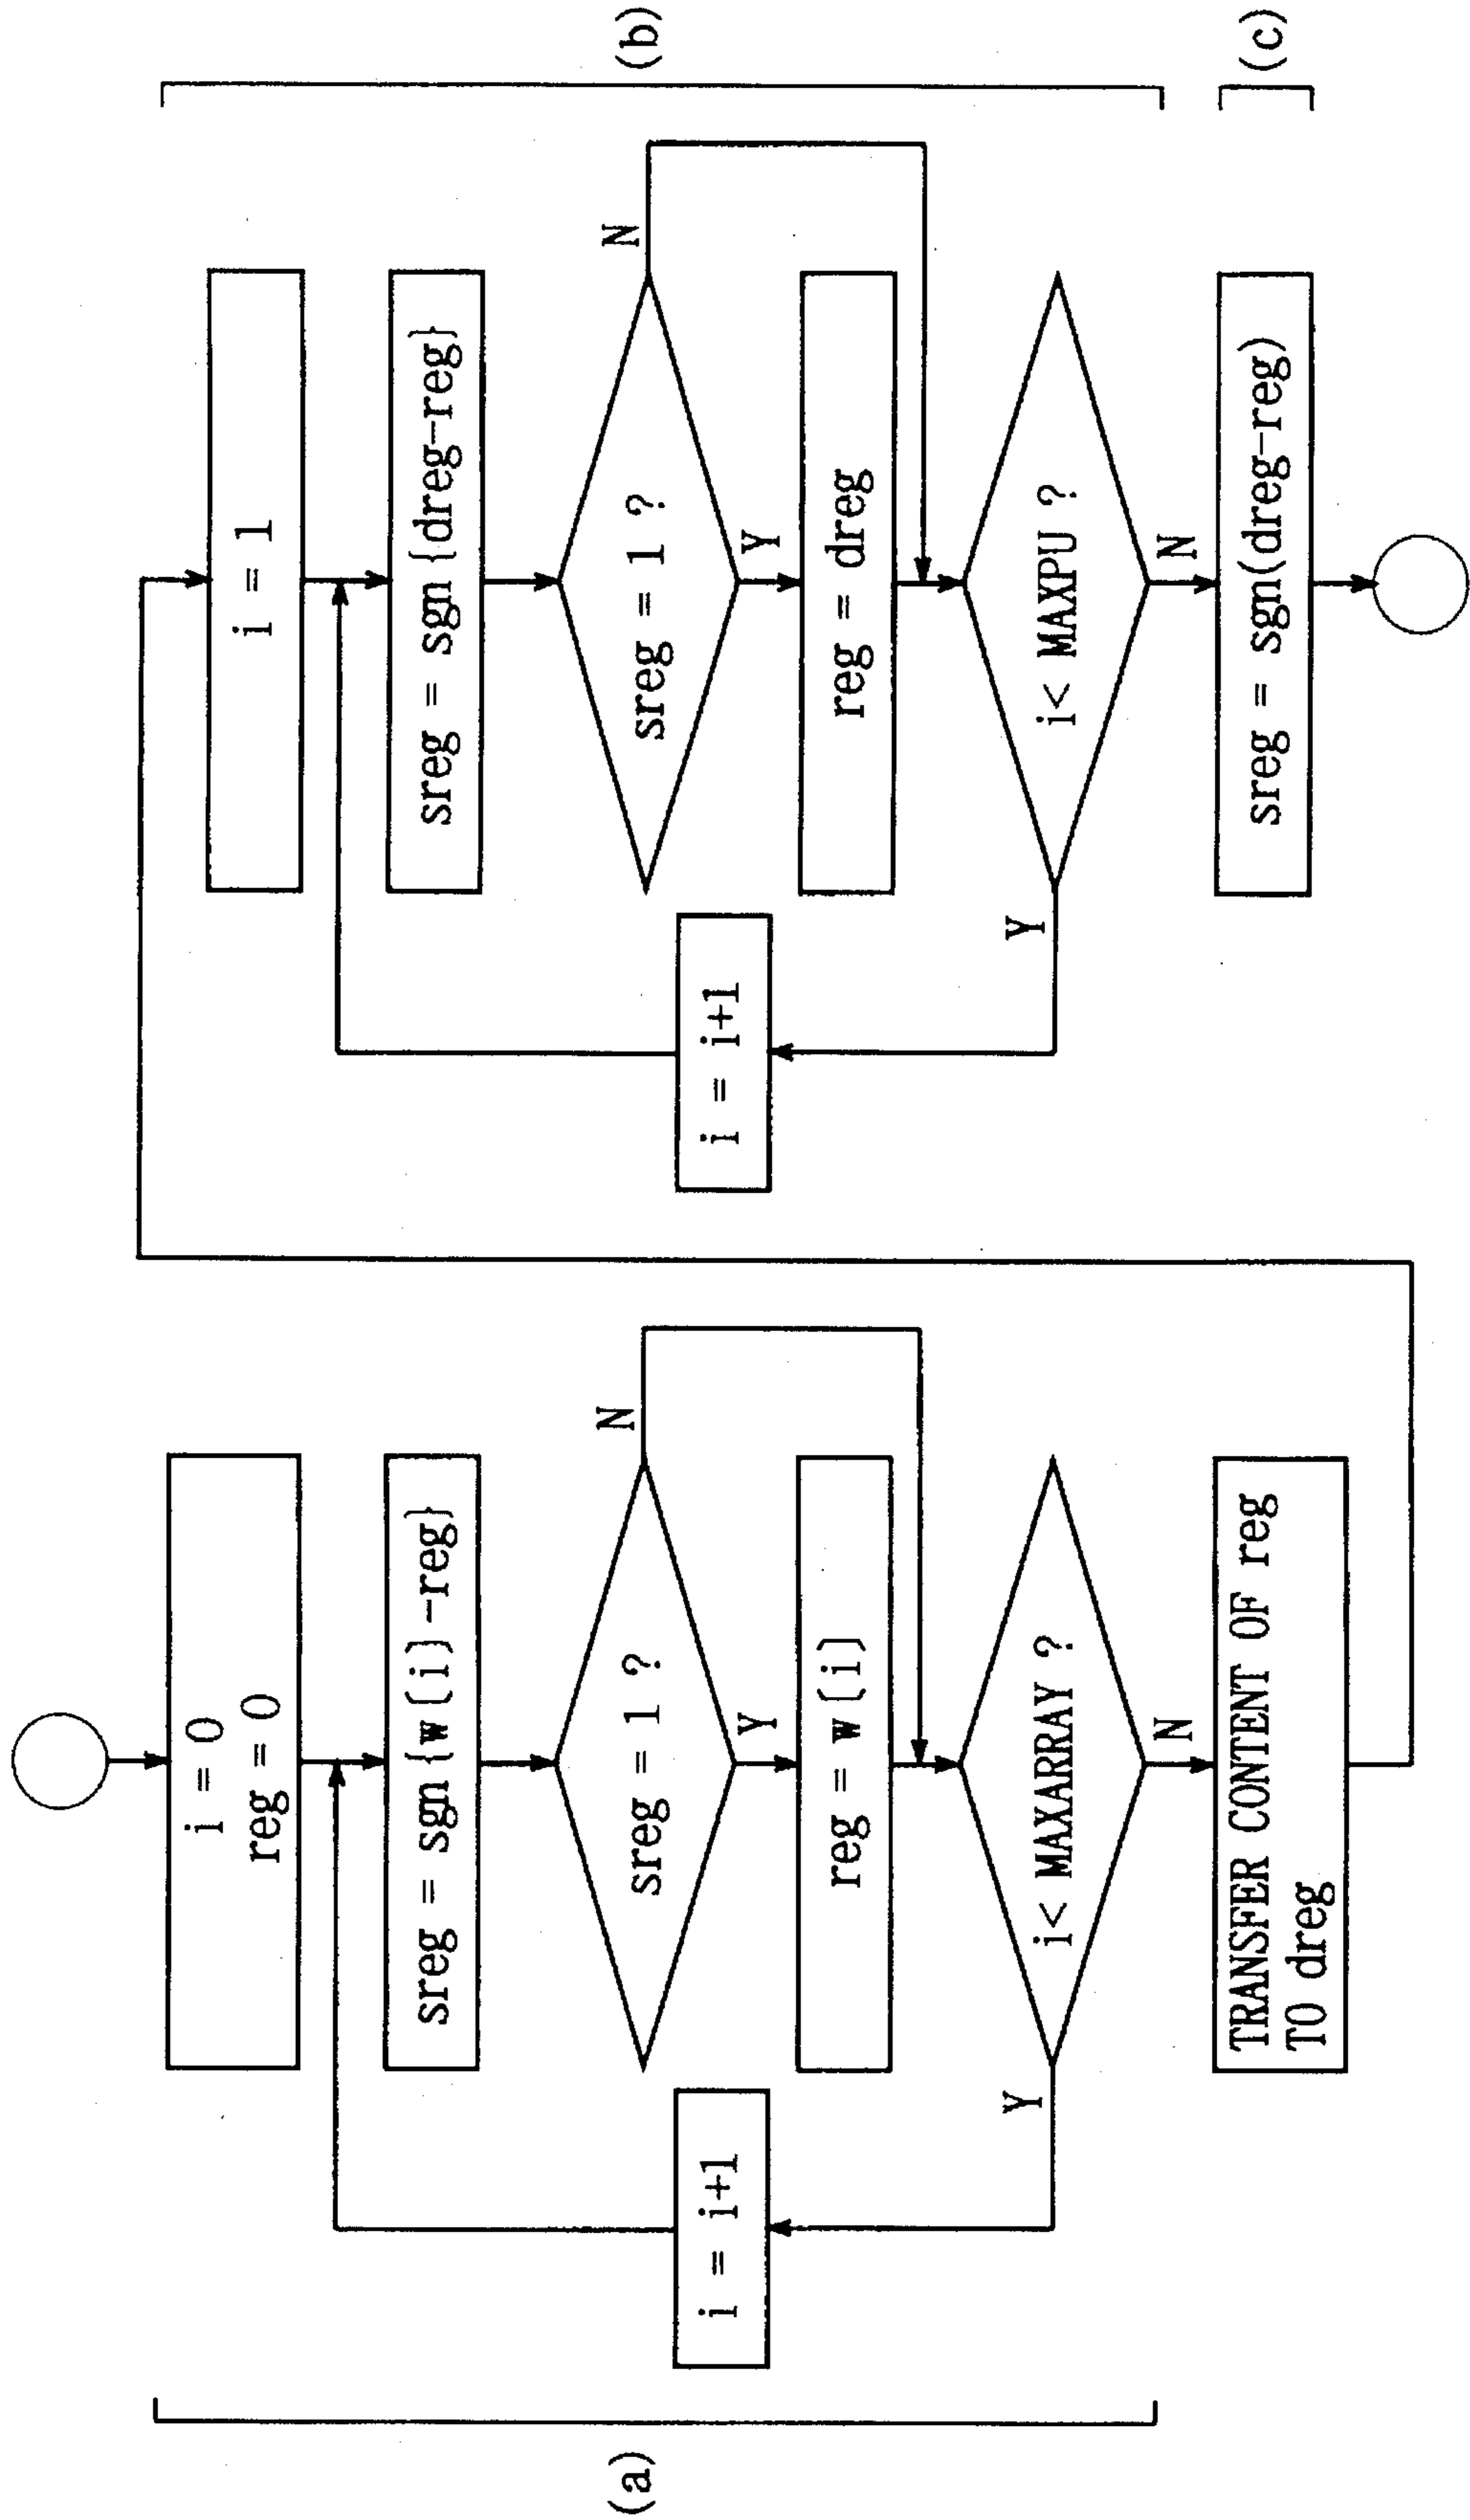 (a)
i = 0
reg = 0
sreg = sgn{w(i)-reg}
sreg = 1 ?
N
Y
reg = w(i)
i< MAXARRAY ?
Y
N
i = i+1
TRANSFER CONTENT OF reg
TO dreg
(b)
i = 1
sreg = sgn{dreg-reg}
sreg = 1 ?
N
Y
reg = dreg
i< MAXPU ?
Y
N
i = i+1
(c)
sreg = sgn(dreg-reg)